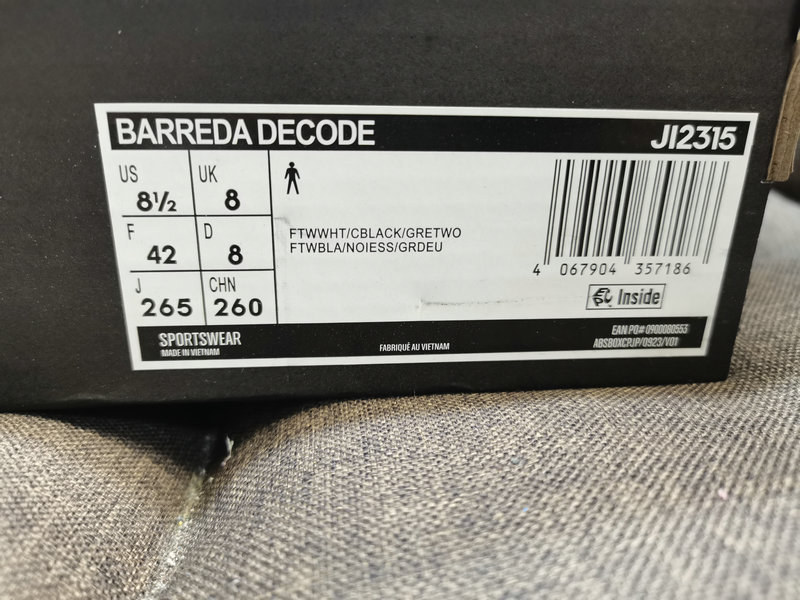 BARREDA DECODE JI2315
US 8½ UK 8
F 42 D 8
J 265 CHN 260
FTWWHT/CBLACK/GRETWO
FTWBLA/NOIESS/GRDEU
4 067904 357186
EPC Inside
SPORTSWEAR
MADE IN VIETNAM
FABRIQUÉ AU VIETNAM
EAN PO# 0900080553
ABSBOXCPJP/0923/V01